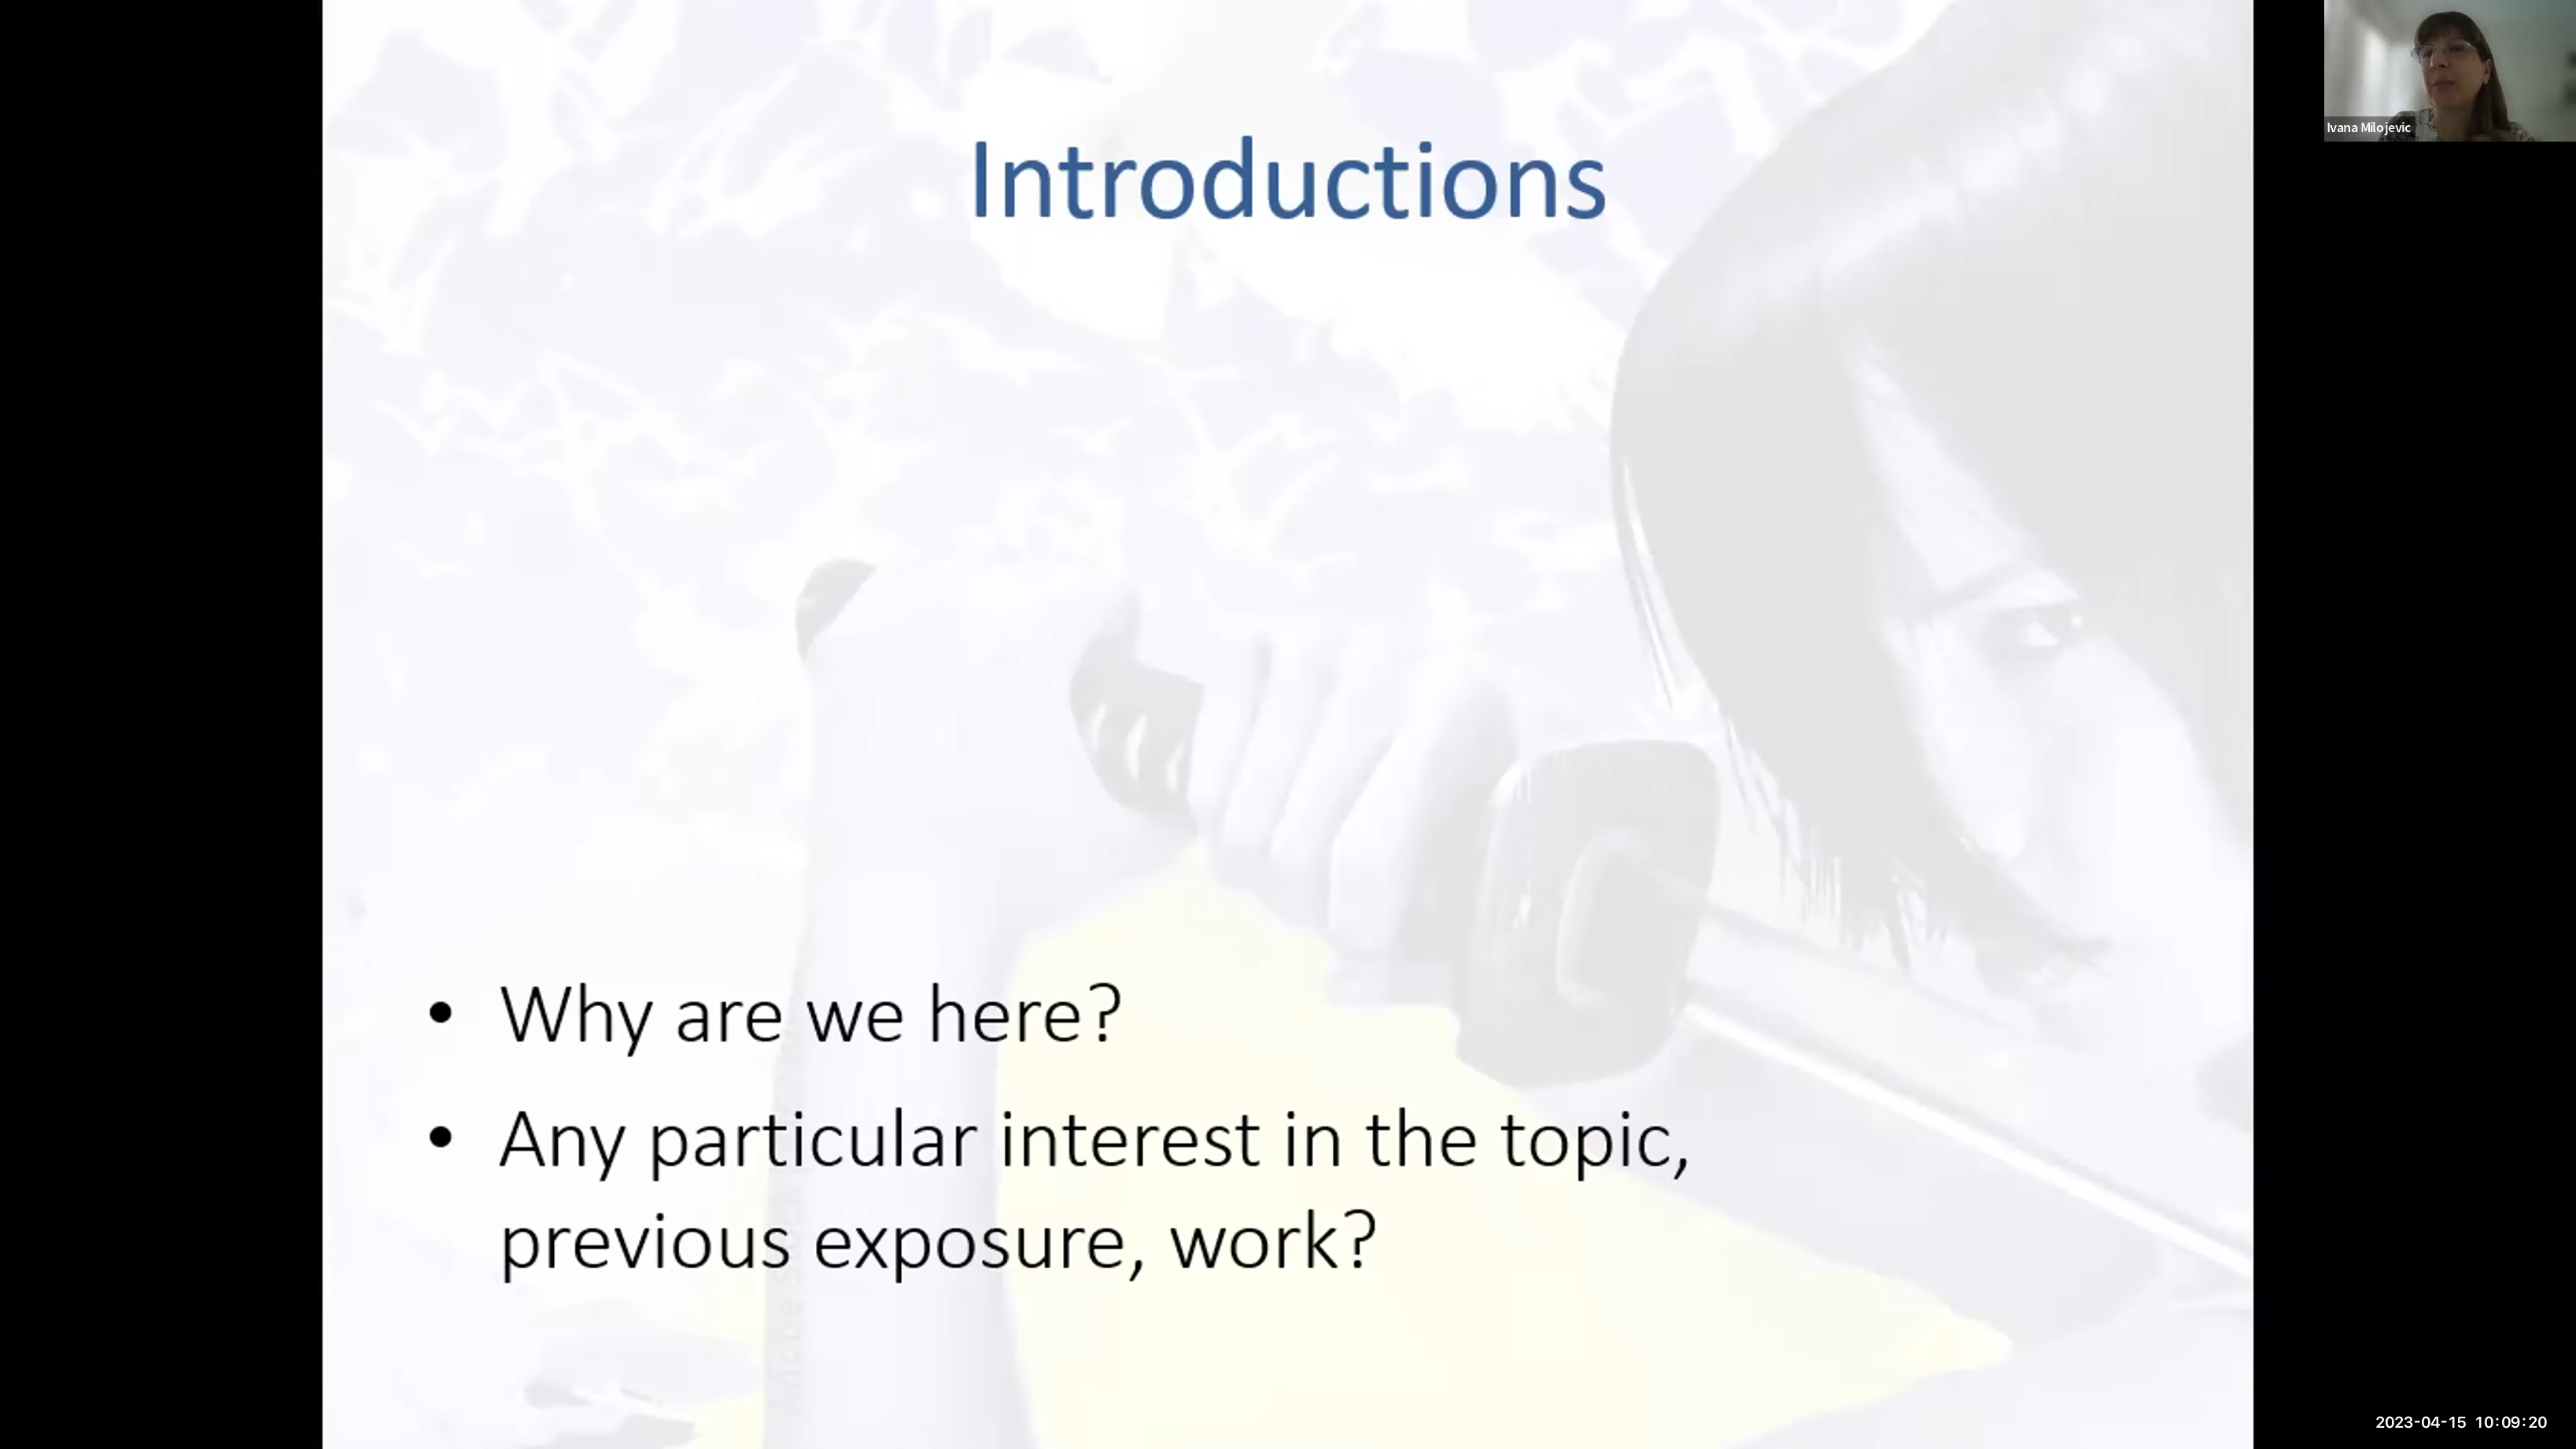 Introductions
• Why are we here?
• Any particular interest in the topic,
previous exposure, work?
Ivana Milojevic
2023-04-15 10:09:20